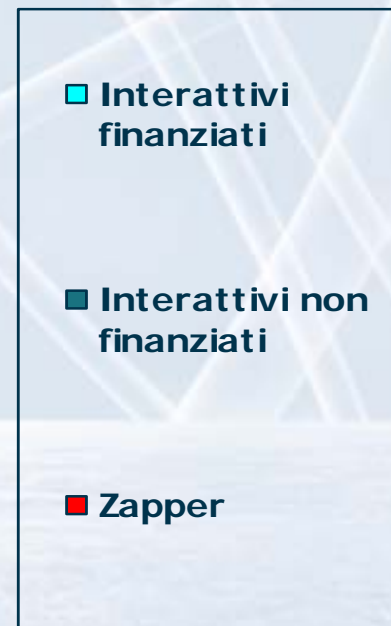 Interattivi
finanziati
Interattivi non
finanziati
Zapper